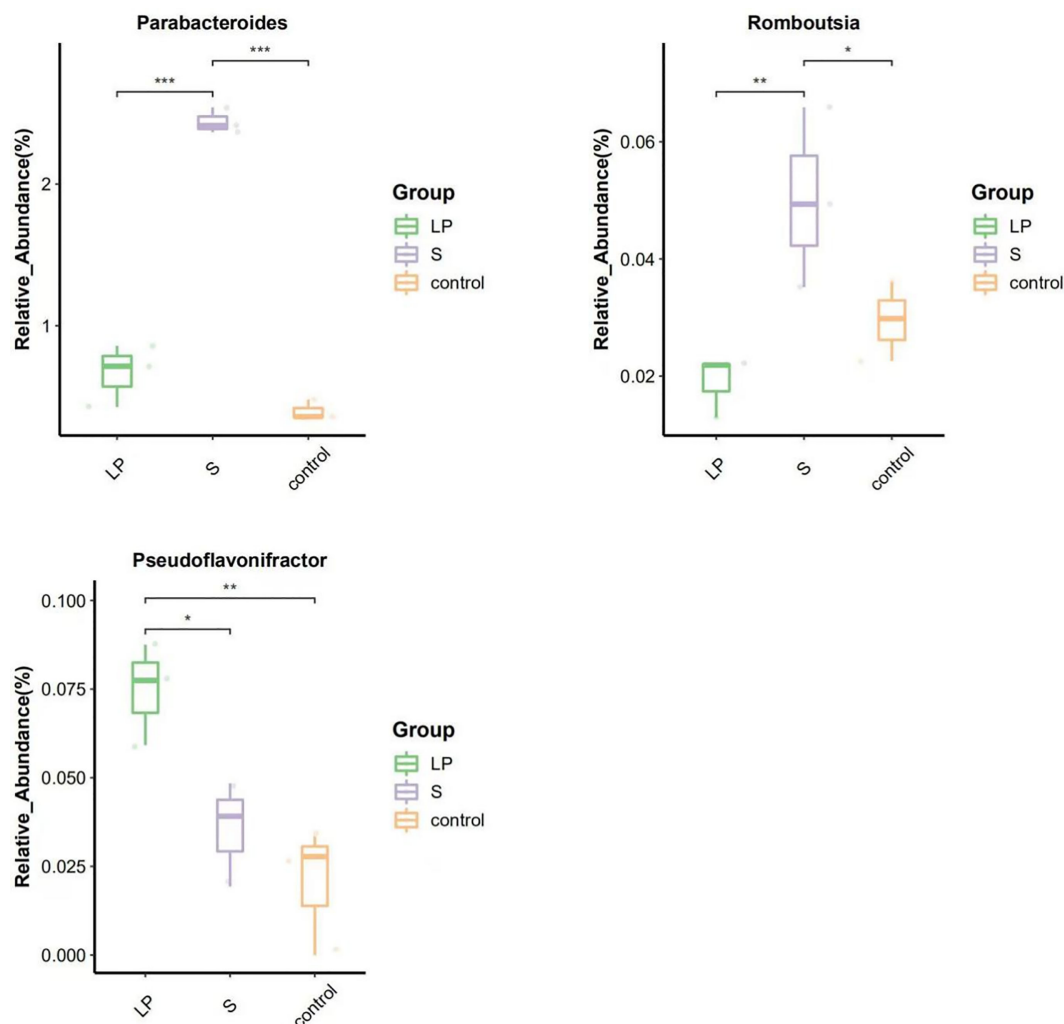 Parabacteroides
***
***
Relative_Abundance(%)
2
1
LP
S
control
Group
LP
S
control
Romboutsia
*
**
Relative_Abundance(%)
0.06
0.04
0.02
LP
S
control
Group
LP
S
control
Pseudoflavonifractor
**
*
Relative_Abundance(%)
0.100
0.075
0.050
0.025
0.000
LP
S
control
Group
LP
S
control